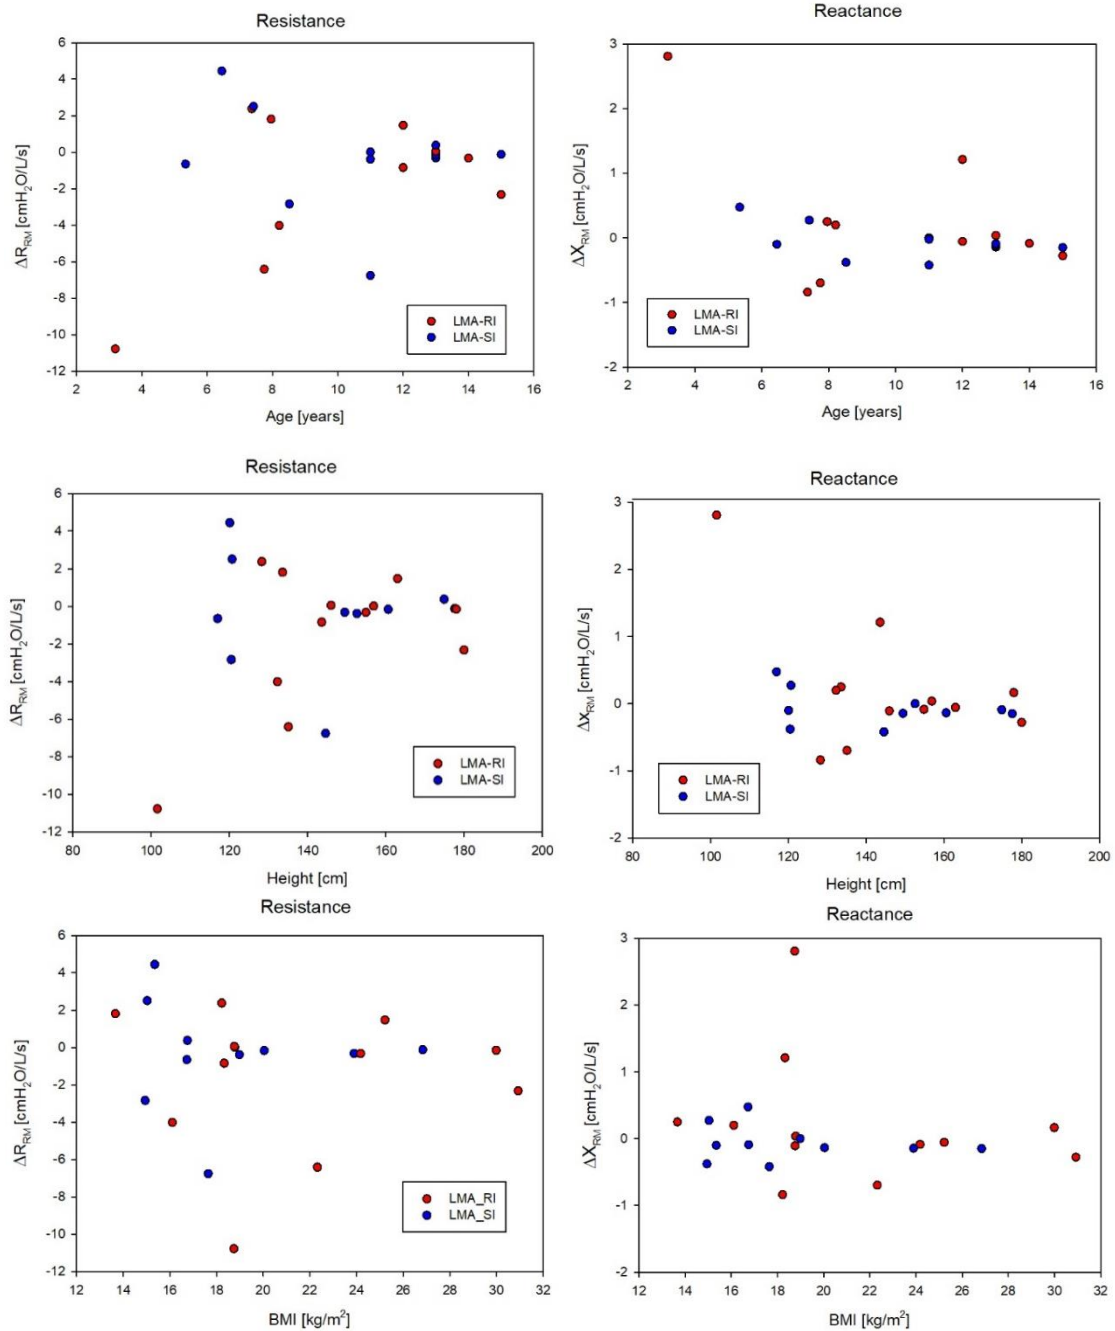 Resistance
6
4
2
0
-2
-4
-6
-8
-10
-12
ΔR_RM [cmH₂O/L/s]
LMA-RI
LMA-SI
2 4 6 8 10 12 14 16
Age [years]
Reactance
3
2
1
0
-1
-2
ΔX_RM [cmH₂O/L/s]
LMA-RI
LMA-SI
2 4 6 8 10 12 14 16
Age [years]
Resistance
6
4
2
0
-2
-4
-6
-8
-10
-12
ΔR_RM [cmH₂O/L/s]
LMA-RI
LMA-SI
80 100 120 140 160 180 200
Height [cm]
Reactance
3
2
1
0
-1
-2
Δx_RM [cmH₂O/L/s]
LMA-RI
LMA-SI
80 100 120 140 160 180 200
Height [cm]
Resistance
6
4
2
0
-2
-4
-6
-8
-10
-12
ΔR_RM [cmH₂O/L/s]
LMA_RI
LMA_SI
12 14 16 18 20 22 24 26 28 30 32
BMI [kg/m²]
Reactance
3
2
1
0
-1
-2
ΔX_RM [cmH₂O/L/s]
12 14 16 18 20 22 24 26 28 30 32
BMI [kg/m²]